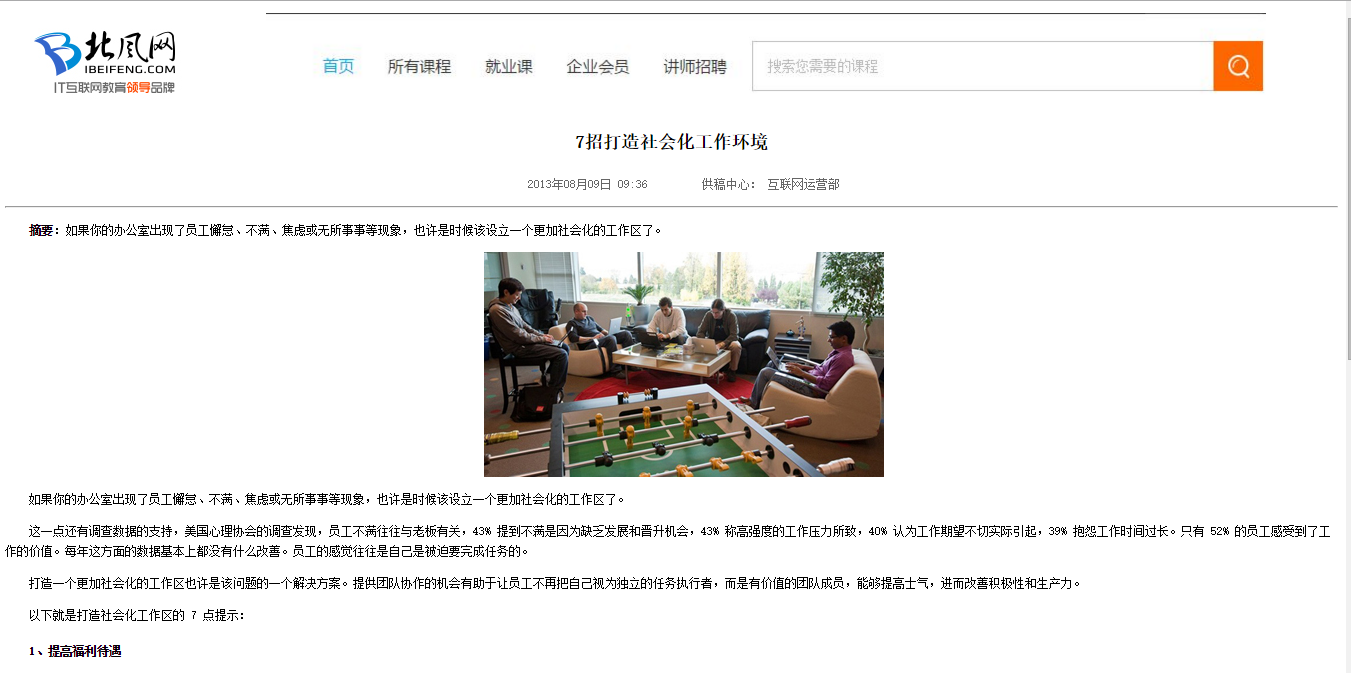 北风网
IBEIFENG.COM
IT互联网教育领导品牌
首页 所有课程 就业课 企业会员 讲师招聘 搜索您需要的课程
7招打造社会化工作环境
2013年08月09日 09:36 供稿中心： 互联网运营部
摘要：如果你的办公室出现了员工懈怠、不满、焦虑或无所事事等现象，也许是时候该设立一个更加社会化的工作区了。
如果你的办公室出现了员工懈怠、不满、焦虑或无所事事等现象，也许是时候该设立一个更加社会化的工作区了。
这一点还有调查数据的支持，美国心理协会的调查发现，员工不满往往与老板有关，43% 提到不满是因为缺乏发展和晋升机会，43% 称高强度的工作压力所致，40% 认为工作期望不切实际引起，39% 抱怨工作时间过长。只有 52% 的员工感受到了工
作的价值。每年这方面的数据基本上都没有什么改善。员工的感觉往往是自己是被迫要完成任务的。
打造一个更加社会化的工作区也许是该问题的一个解决方案。提供团队协作的机会有助于让员工不再把自己视为独立的任务执行者，而是有价值的团队成员，能够提高士气，进而改善积极性和生产力。
以下就是打造社会化工作区的 7 点提示：
1、提高福利待遇